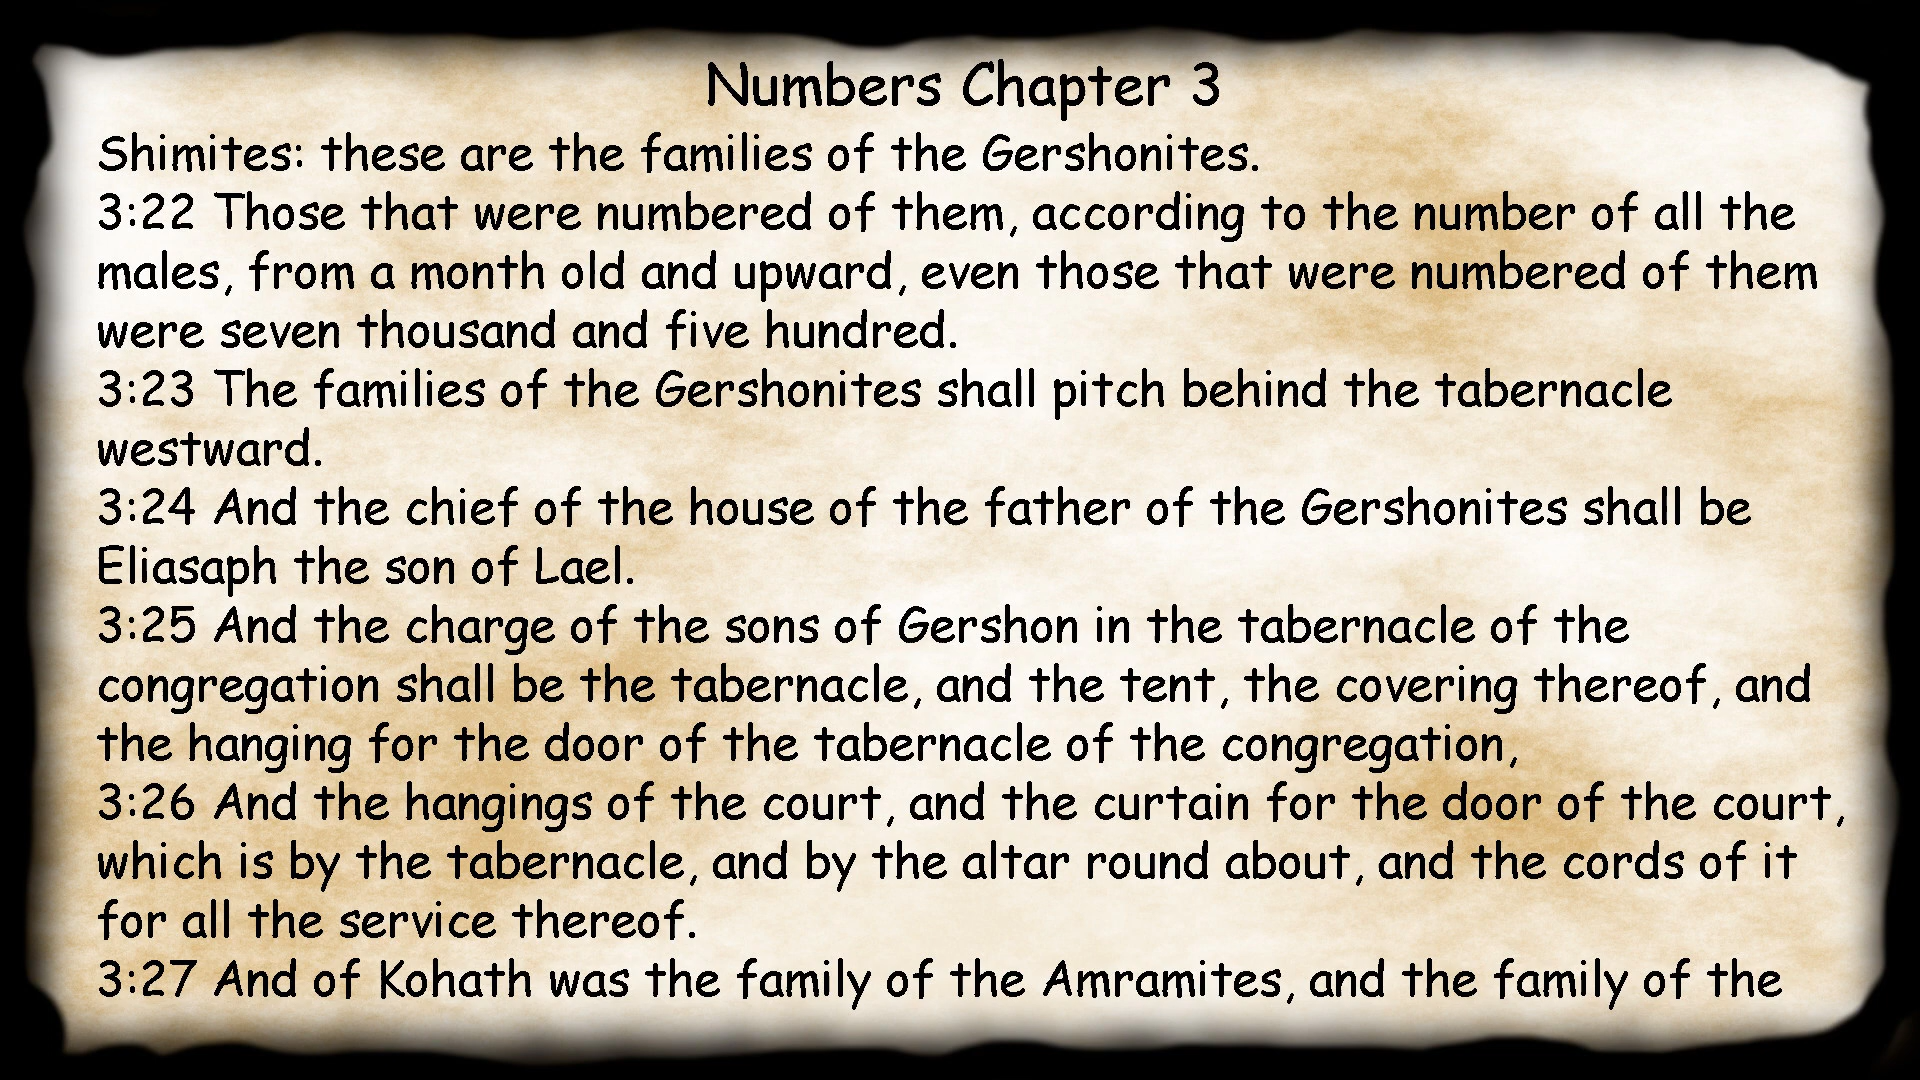 Numbers Chapter 3
Shimites: these are the families of the Gershonites.
3:22 Those that were numbered of them, according to the number of all the
males, from a month old and upward, even those that were numbered of them
were seven thousand and five hundred.
3:23 The families of the Gershonites shall pitch behind the tabernacle
westward.
3:24 And the chief of the house of the father of the Gershonites shall be
Eliasaph the son of Lael.
3:25 And the charge of the sons of Gershon in the tabernacle of the
congregation shall be the tabernacle, and the tent, the covering thereof, and
the hanging for the door of the tabernacle of the congregation,
3:26 And the hangings of the court, and the curtain for the door of the court,
which is by the tabernacle, and by the altar round about, and the cords of it
for all the service thereof.
3:27 And of Kohath was the family of the Amramites, and the family of the